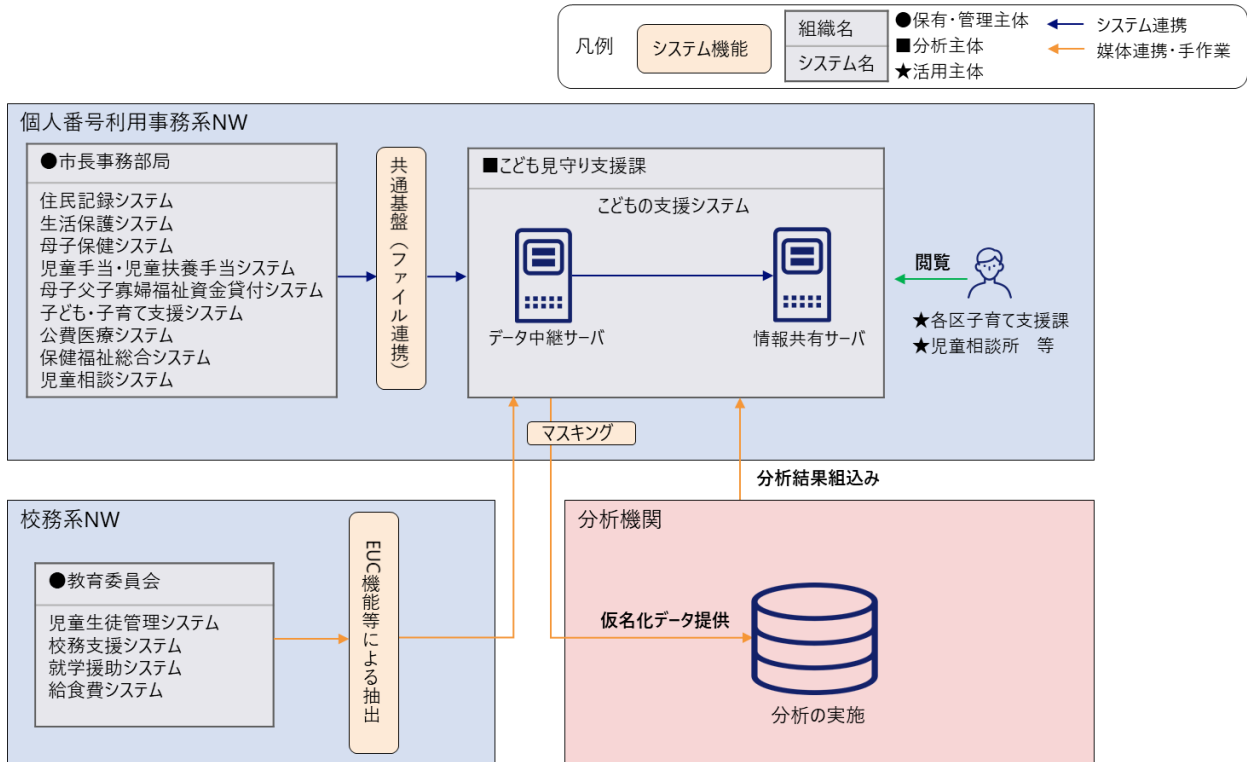 凡例
システム機能
組織名
システム名
●保有・管理主体
■分析主体
★活用主体
システム連携
媒体連携・手作業
個人番号利用事務系NW
●市長事務部局
住民記録システム
生活保護システム
母子保健システム
児童手当・児童扶養手当システム
母子父子寡婦福祉資金貸付システム
子ども・子育て支援システム
公費医療システム
保健福祉総合システム
児童相談システム
共通基盤（ファイル連携）
■こども見守り支援課
こどもの支援システム
データ中継サーバ
情報共有サーバ
閲覧
★各区子育て支援課
★児童相談所　等
マスキング
分析結果組込み
校務系NW
●教育委員会
児童生徒管理システム
校務支援システム
就学援助システム
給食費システム
EUC機能等による抽出
分析機関
仮名化データ提供
分析の実施